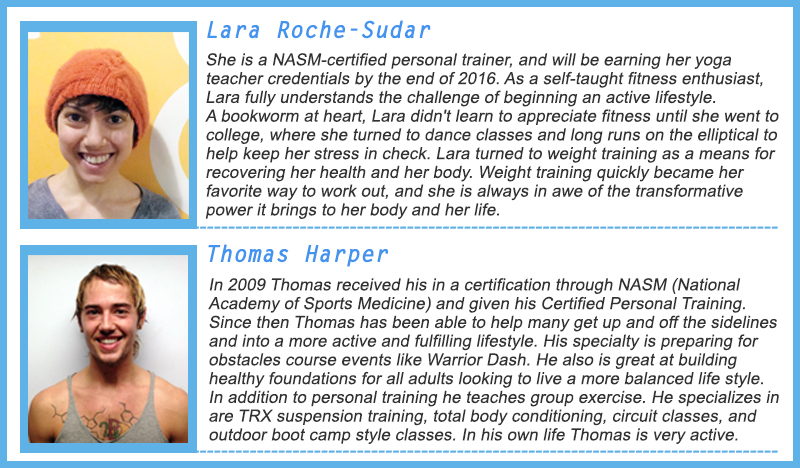 Lara Roche-Sudar
She is a NASM-certified personal trainer, and will be earning her yoga
teacher credentials by the end of 2016. As a self-taught fitness enthusiast,
Lara fully understands the challenge of beginning an active lifestyle.
A bookworm at heart, Lara didn't learn to appreciate fitness until she went to
college, where she turned to dance classes and long runs on the elliptical to
help keep her stress in check. Lara turned to weight training as a means for
recovering her health and her body. Weight training quickly became her
favorite way to work out, and she is always in awe of the transformative
power it brings to her body and her life.
Thomas Harper
In 2009 Thomas received his in a certification through NASM (National
Academy of Sports Medicine) and given his Certified Personal Training.
Since then Thomas has been able to help many get up and off the sidelines
and into a more active and fulfilling lifestyle. His specialty is preparing for
obstacles course events like Warrior Dash. He also is great at building
healthy foundations for all adults looking to live a more balanced life style.
In addition to personal training he teaches group exercise. He specializes in
are TRX suspension training, total body conditioning, circuit classes, and
outdoor boot camp style classes. In his own life Thomas is very active.